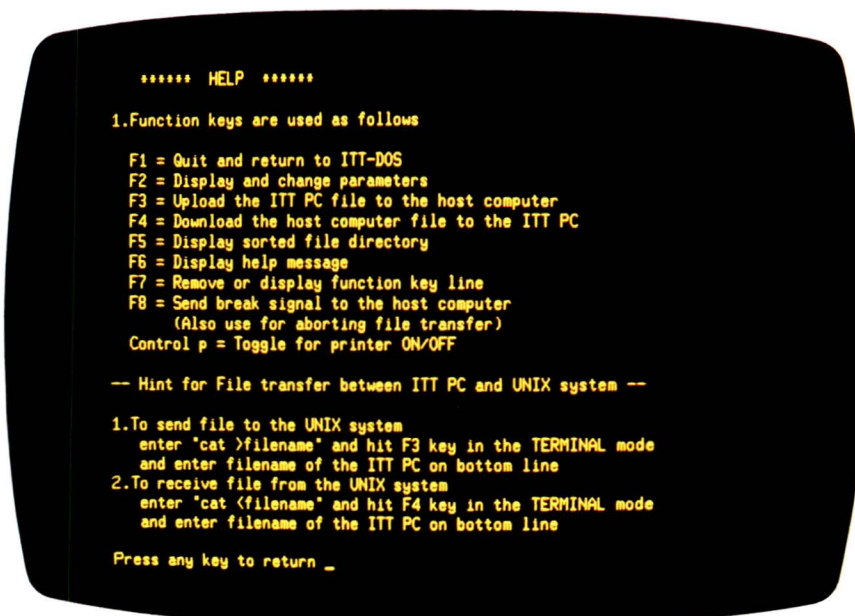 ****** HELP ******
1.Function keys are used as follows
F1 = Quit and return to ITT-DOS
F2 = Display and change parameters
F3 = Upload the ITT PC file to the host computer
F4 = Download the host computer file to the ITT PC
F5 = Display sorted file directory
F6 = Display help message
F7 = Remove or display function key line
F8 = Send break signal to the host computer
(Also use for aborting file transfer)
Control p = Toggle for printer ON/OFF
-- Hint for File transfer between ITT PC and UNIX system --
1.To send file to the UNIX system
enter "cat >filename" and hit F3 key in the TERMINAL mode
and enter filename of the ITT PC on bottom line
2.To receive file from the UNIX system
enter "cat <filename" and hit F4 key in the TERMINAL mode
and enter filename of the ITT PC on bottom line
Press any key to return _